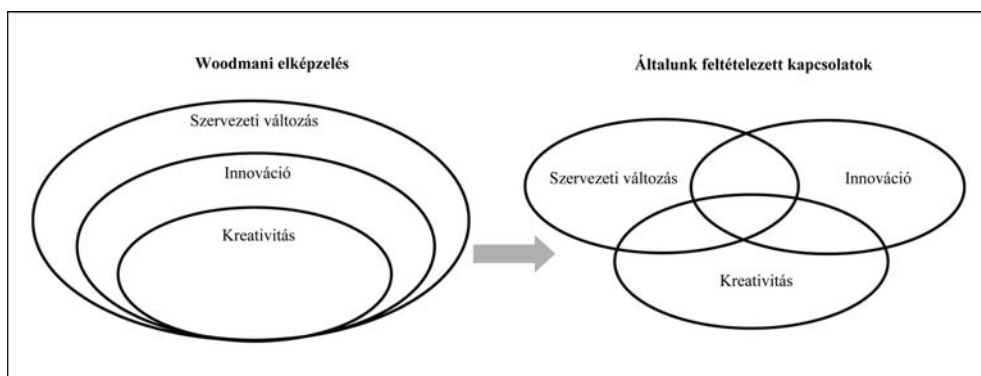 Woodmani elképzelés
Szervezeti változás
Innováció
Kreativitás
Általunk feltételezett kapcsolatok
Szervezeti változás
Innováció
Kreativitás